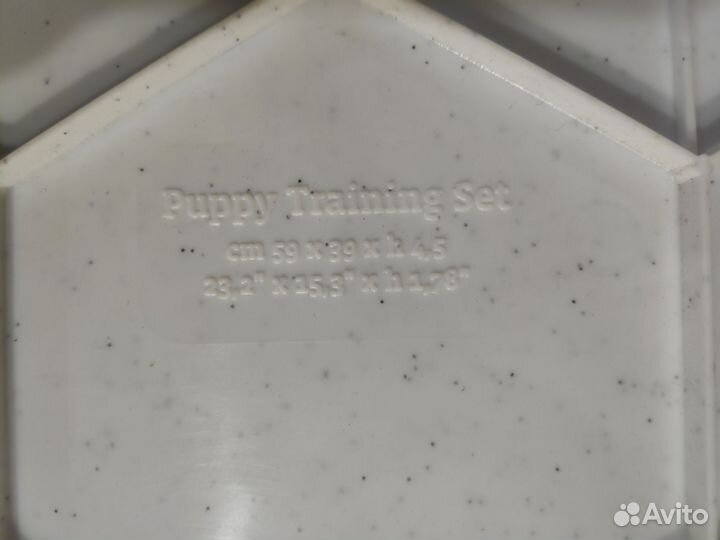 Puppy Training Set
cm 59 x 39 x h 4,5
23,2" x 15,3" x h 1,78"
Avito